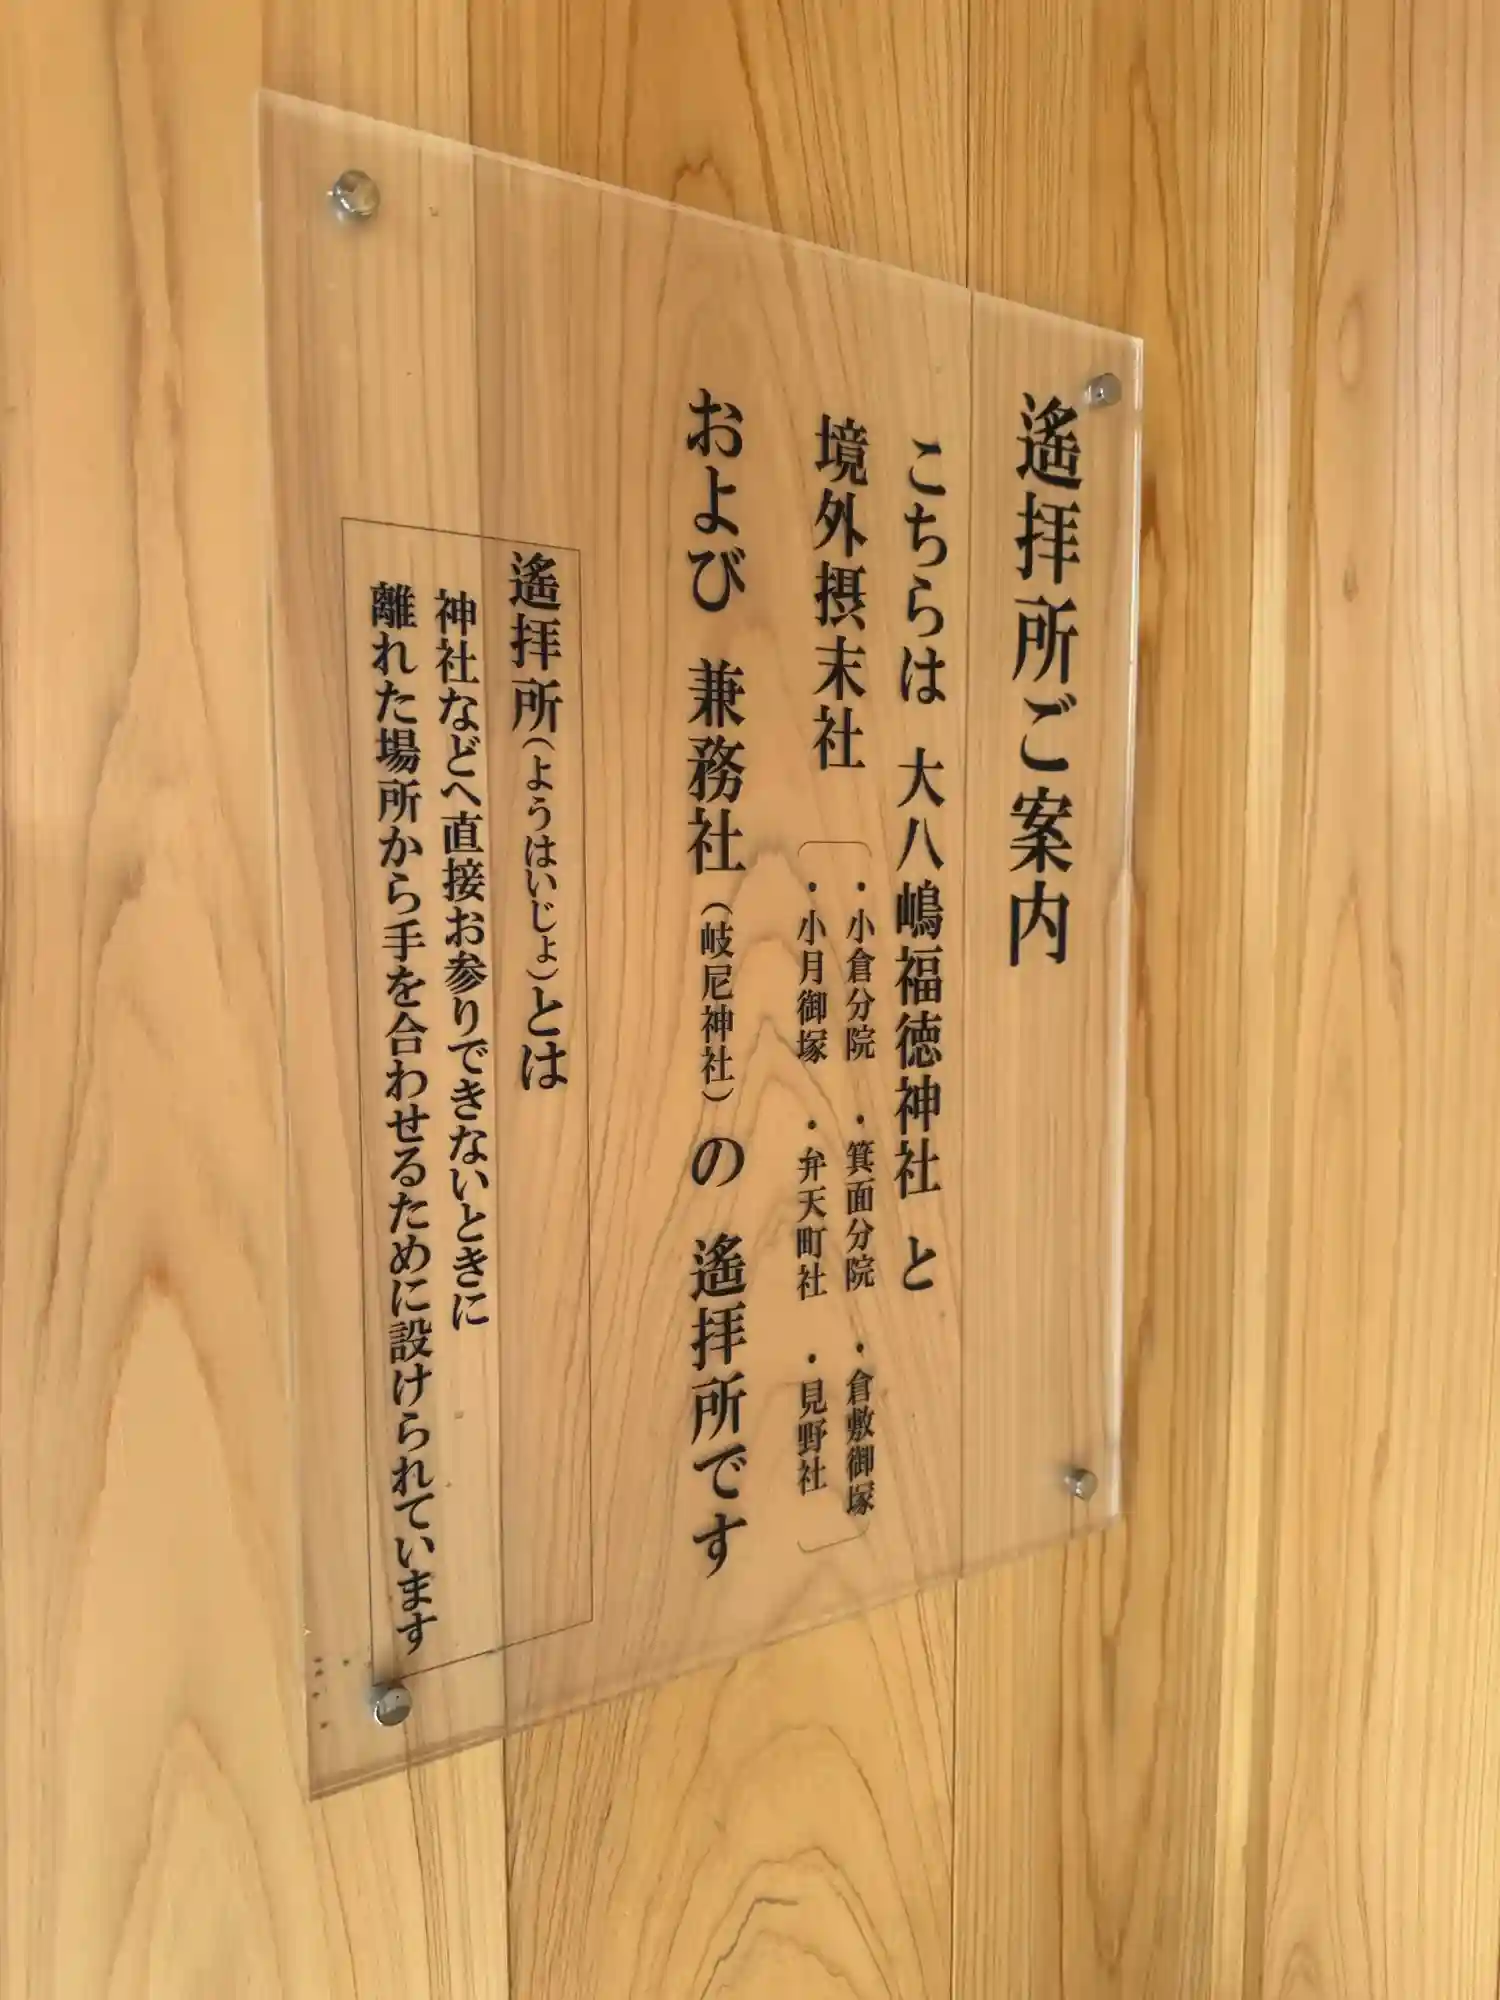 遙拝所ご案内
こちらは 大八嶋福徳神社 と
境外摂末社
・小倉分院 ・箕面分院 ・倉敷御塚
・小月御塚 ・弁天町社 ・見野社
および 兼務社(岐尼神社)の 遙拝所です
遙拝所(ようはいじょ)とは
神社などへ直接お参りできないときに
離れた場所から手を合わせるために設けられています